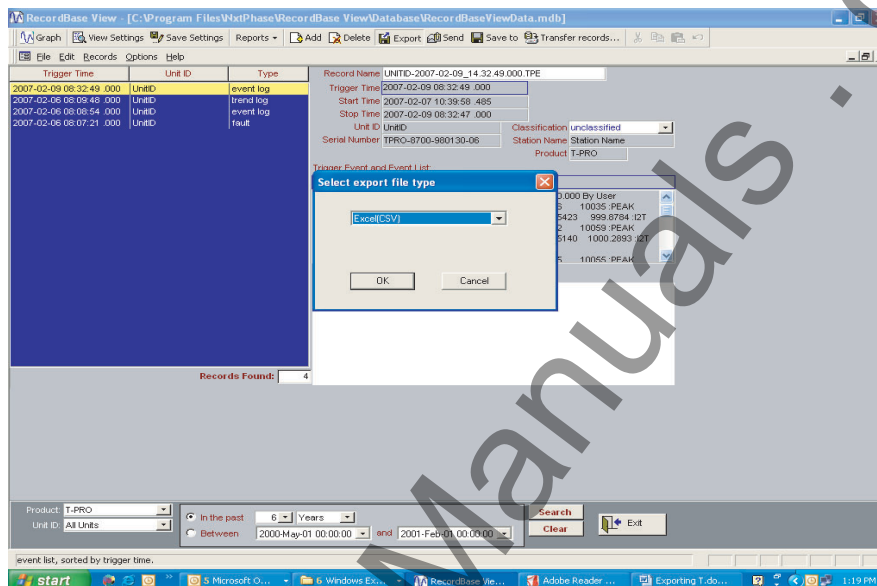 RecordBase View - [C:\Program Files\NxtPhase\RecordBase View\Database\RecordBaseViewData.mdb]
Graph View Settings Save Settings Reports Add Delete Export Send Save to Transfer records...
File Edit Records Options Help
Trigger Time Unit ID Type
2007-02-09 08:32:49 .000 UnitID event log
2007-02-06 08:09:48 .000 UnitID trend log
2007-02-06 08:08:54 .000 UnitID event log
2007-02-06 08:07:21 .000 UnitID fault
Records Found: 4
Record Name UNITID-2007-02-09_14.32.49.000.TPE
Trigger Time 2007-02-09 08:32:49 .000
Start Time 2007-02-07 10:39:58 .485
Stop Time 2007-02-09 08:32:47 .000
Unit ID UnitID Classification unclassified
Serial Number TPRO-8700-980130-06 Station Name Station Name
Product T-PRO
Trigger Event and Event List:
0.000 By User
10035 :PEAK
5423 999.8784 :I2T
2 10059 :PEAK
5140 1000.2893 :I2T
5 10055 :PEAK
Select export file type
Excel(CSV)
OK Cancel
Product: T-PRO
Unit ID: All Units
In the past 6 Years
Between 2000-May-01 00:00:00 and 2001-Feb-01 00:00:00
Search
Clear
Exit
event list, sorted by trigger time.
start 5 Microsoft O... 6 Windows Ex... RecordBase Vie... Adobe Reader ... Exporting T.do... 1:19 PM
Manuals.